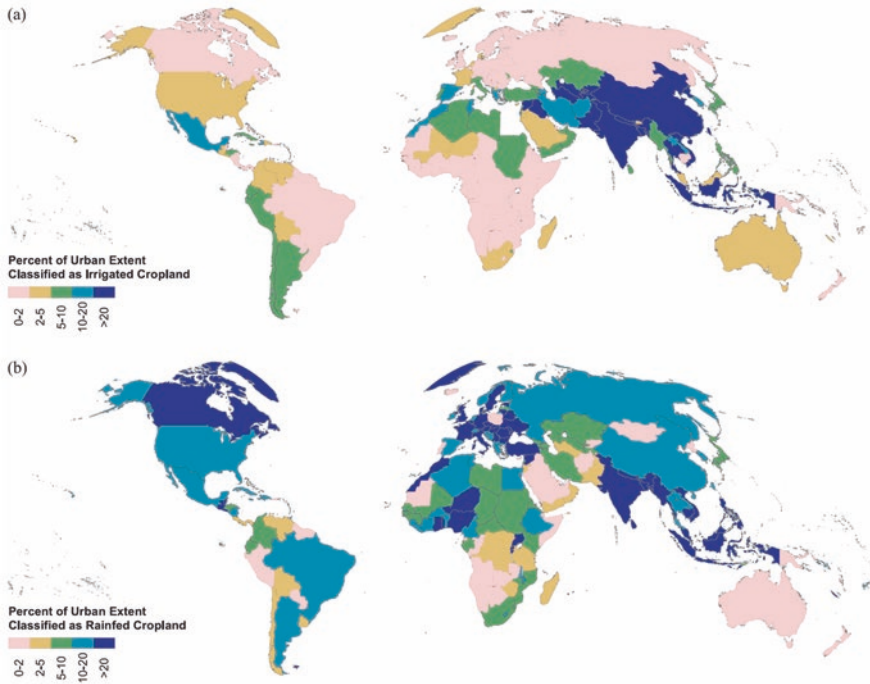 (a)
Percent of Urban Extent
Classified as Irrigated Cropland
0-2
2-5
5-10
10-20
>20
(b)
Percent of Urban Extent
Classified as Rainfed Cropland
0-2
2-5
5-10
10-20
>20